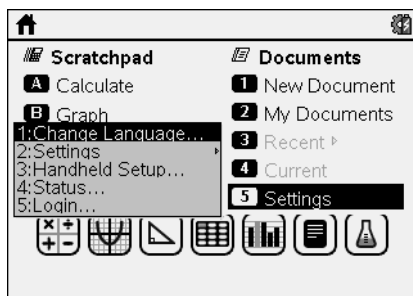 Scratchpad
A Calculate
B Graph
Documents
1 New Document
2 My Documents
3 Recent ▸
4 Current
5 Settings
1:Change Language...
2:Settings ▸
3:Handheld Setup...
4:Status...
5:Login...